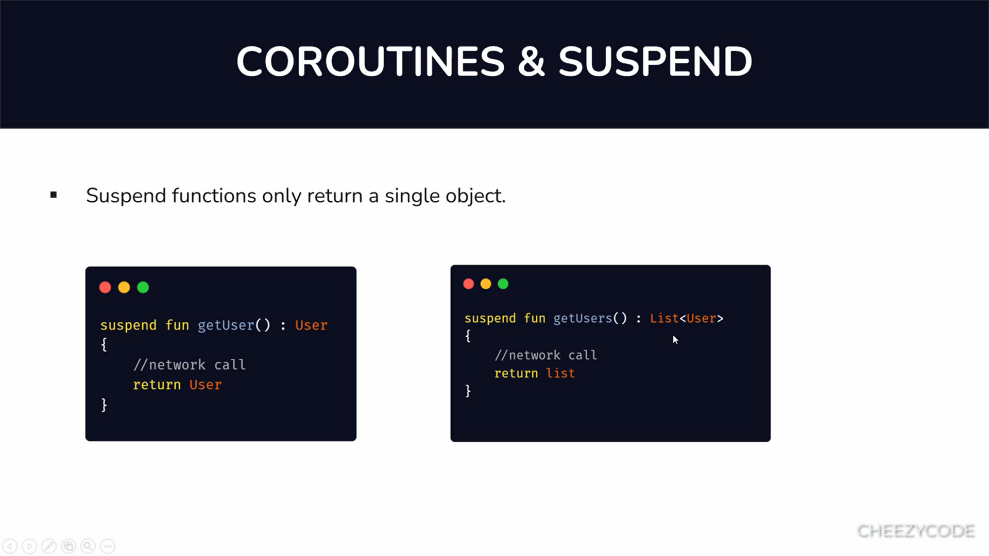 COROUTINES & SUSPEND
▪ Suspend functions only return a single object.
suspend fun getUser() : User
{
    //network call
    return User
}
suspend fun getUsers() : List<User>
{
    //network call
    return list
}
CHEEZYCODE